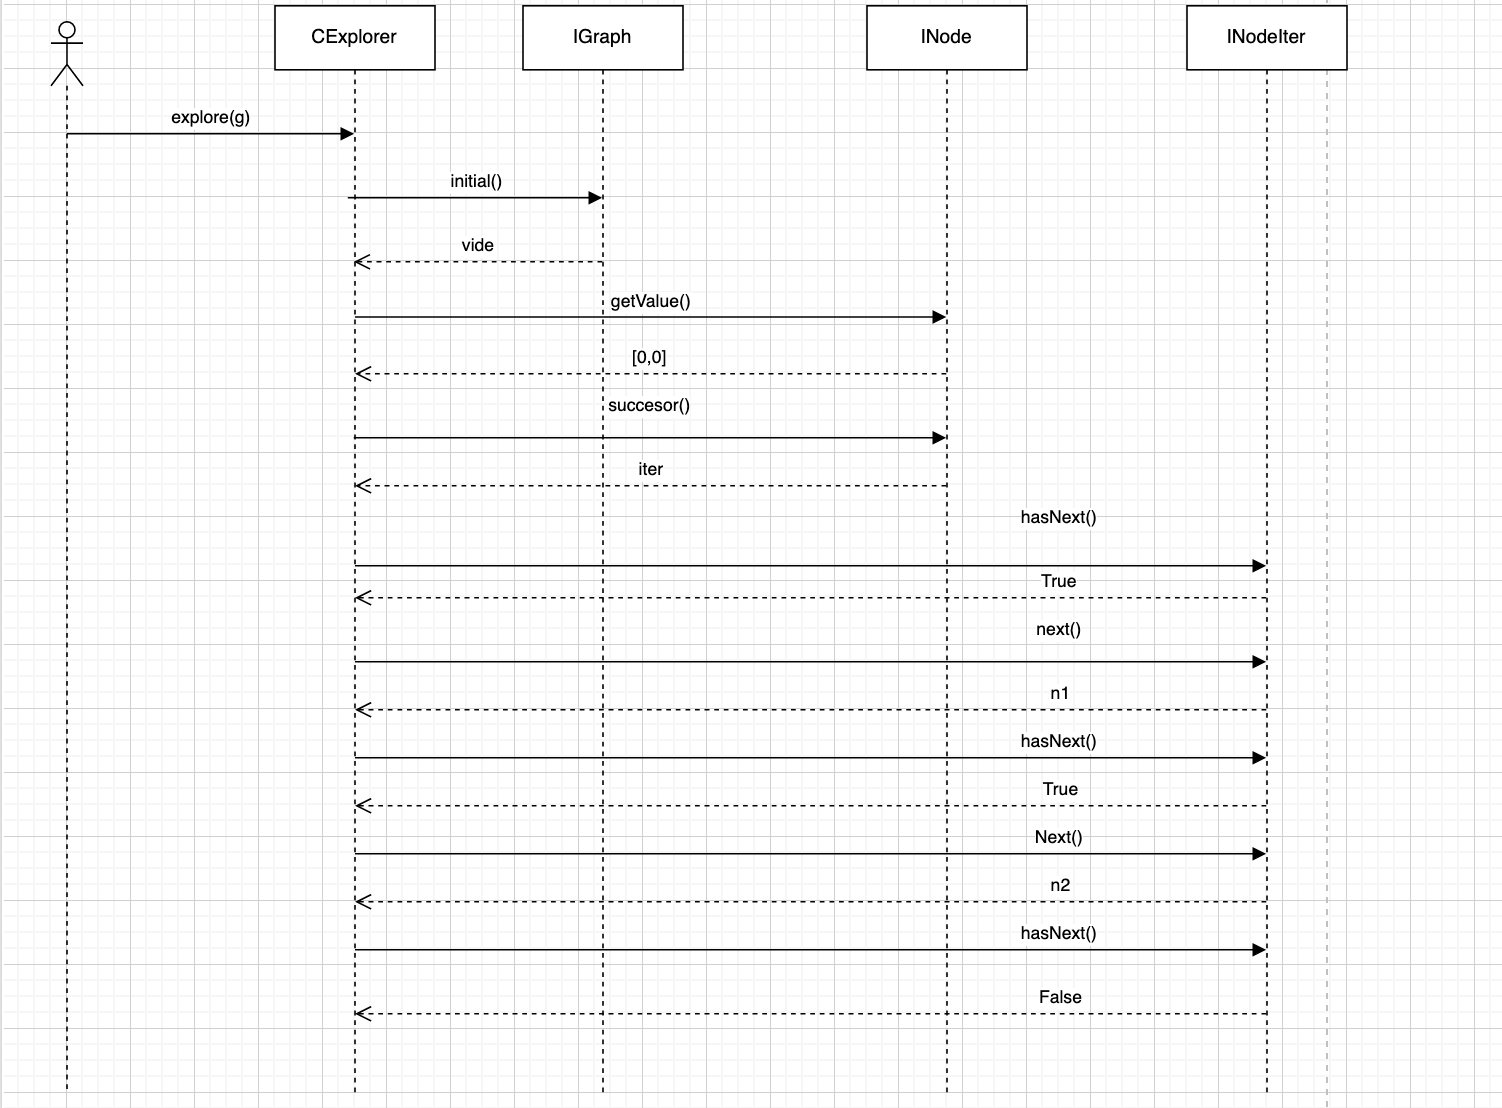 CExplorer
IGraph
INode
INodeIter
explore(g)
initial()
vide
getValue()
[0,0]
succesor()
iter
hasNext()
True
next()
n1
hasNext()
True
Next()
n2
hasNext()
False